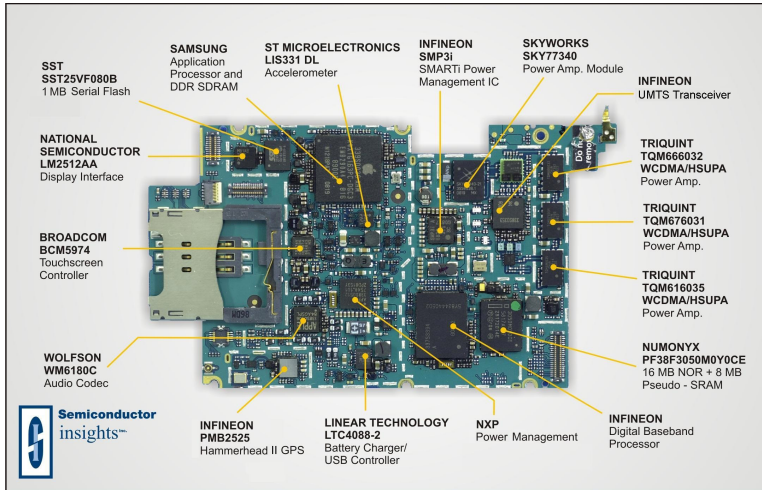 SST
SST25VF080B
1 MB Serial Flash
SAMSUNG
Application
Processor and
DDR SDRAM
ST MICROELECTRONICS
LIS331 DL
Accelerometer
INFINEON
SMP3i
SMARTi Power
Management IC
SKYWORKS
SKY77340
Power Amp. Module
INFINEON
UMTS Transceiver
NATIONAL
SEMICONDUCTOR
LM2512AA
Display Interface
Do not
remove
TRIQUINT
TQM666032
WCDMA/HSUPA
Power Amp.
TRIQUINT
TQM676031
WCDMA/HSUPA
Power Amp.
BROADCOM
BCM5974
Touchscreen
Controller
TRIQUINT
TQM616035
WCDMA/HSUPA
Power Amp.
WOLFSON
WM6180C
Audio Codec
NUMONYX
PF38F3050M0Y0CE
16 MB NOR + 8 MB
Pseudo - SRAM
INFINEON
PMB2525
Hammerhead II GPS
LINEAR TECHNOLOGY
LTC4088-2
Battery Charger/
USB Controller
NXP
Power Management
INFINEON
Digital Baseband
Processor
Semiconductor
insights